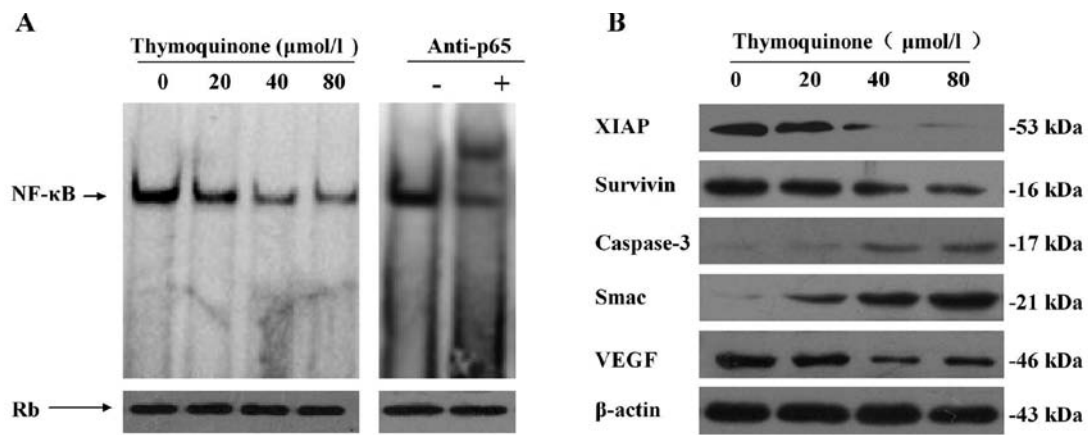 A
Thymoquinone (μmol/l )
0 20 40 80
Anti-p65
- +
NF-κB
Rb
B
Thymoquinone ( μmol/l )
0 20 40 80
XIAP -53 kDa
Survivin -16 kDa
Caspase-3 -17 kDa
Smac -21 kDa
VEGF -46 kDa
β-actin -43 kDa